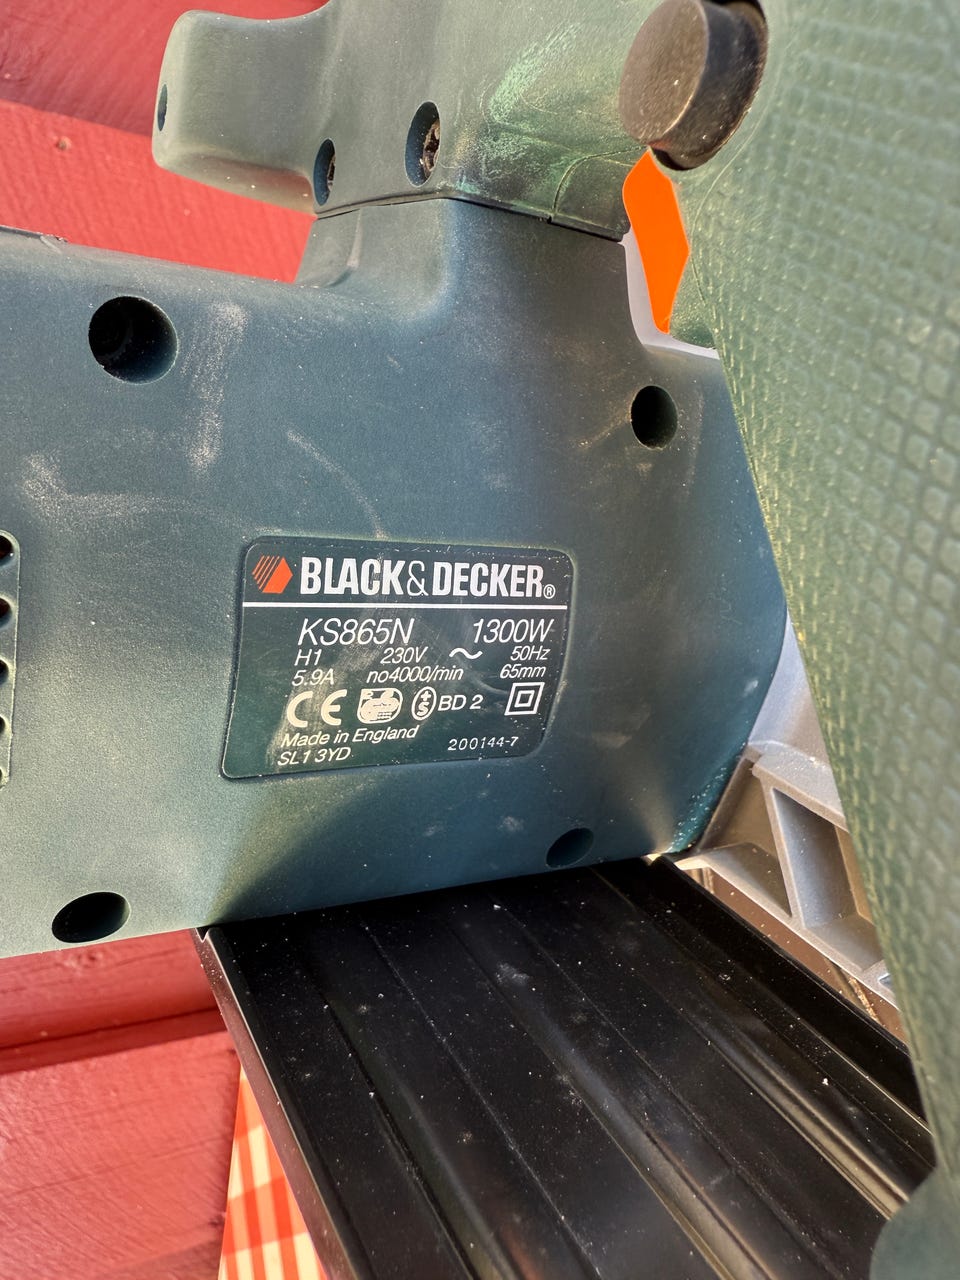 BLACK&DECKER®
KS865N 1300W
H1 230V ~ 50Hz
5.9A no4000/min 65mm
CE S BD 2
Made in England
SL1 3YD 200144-7